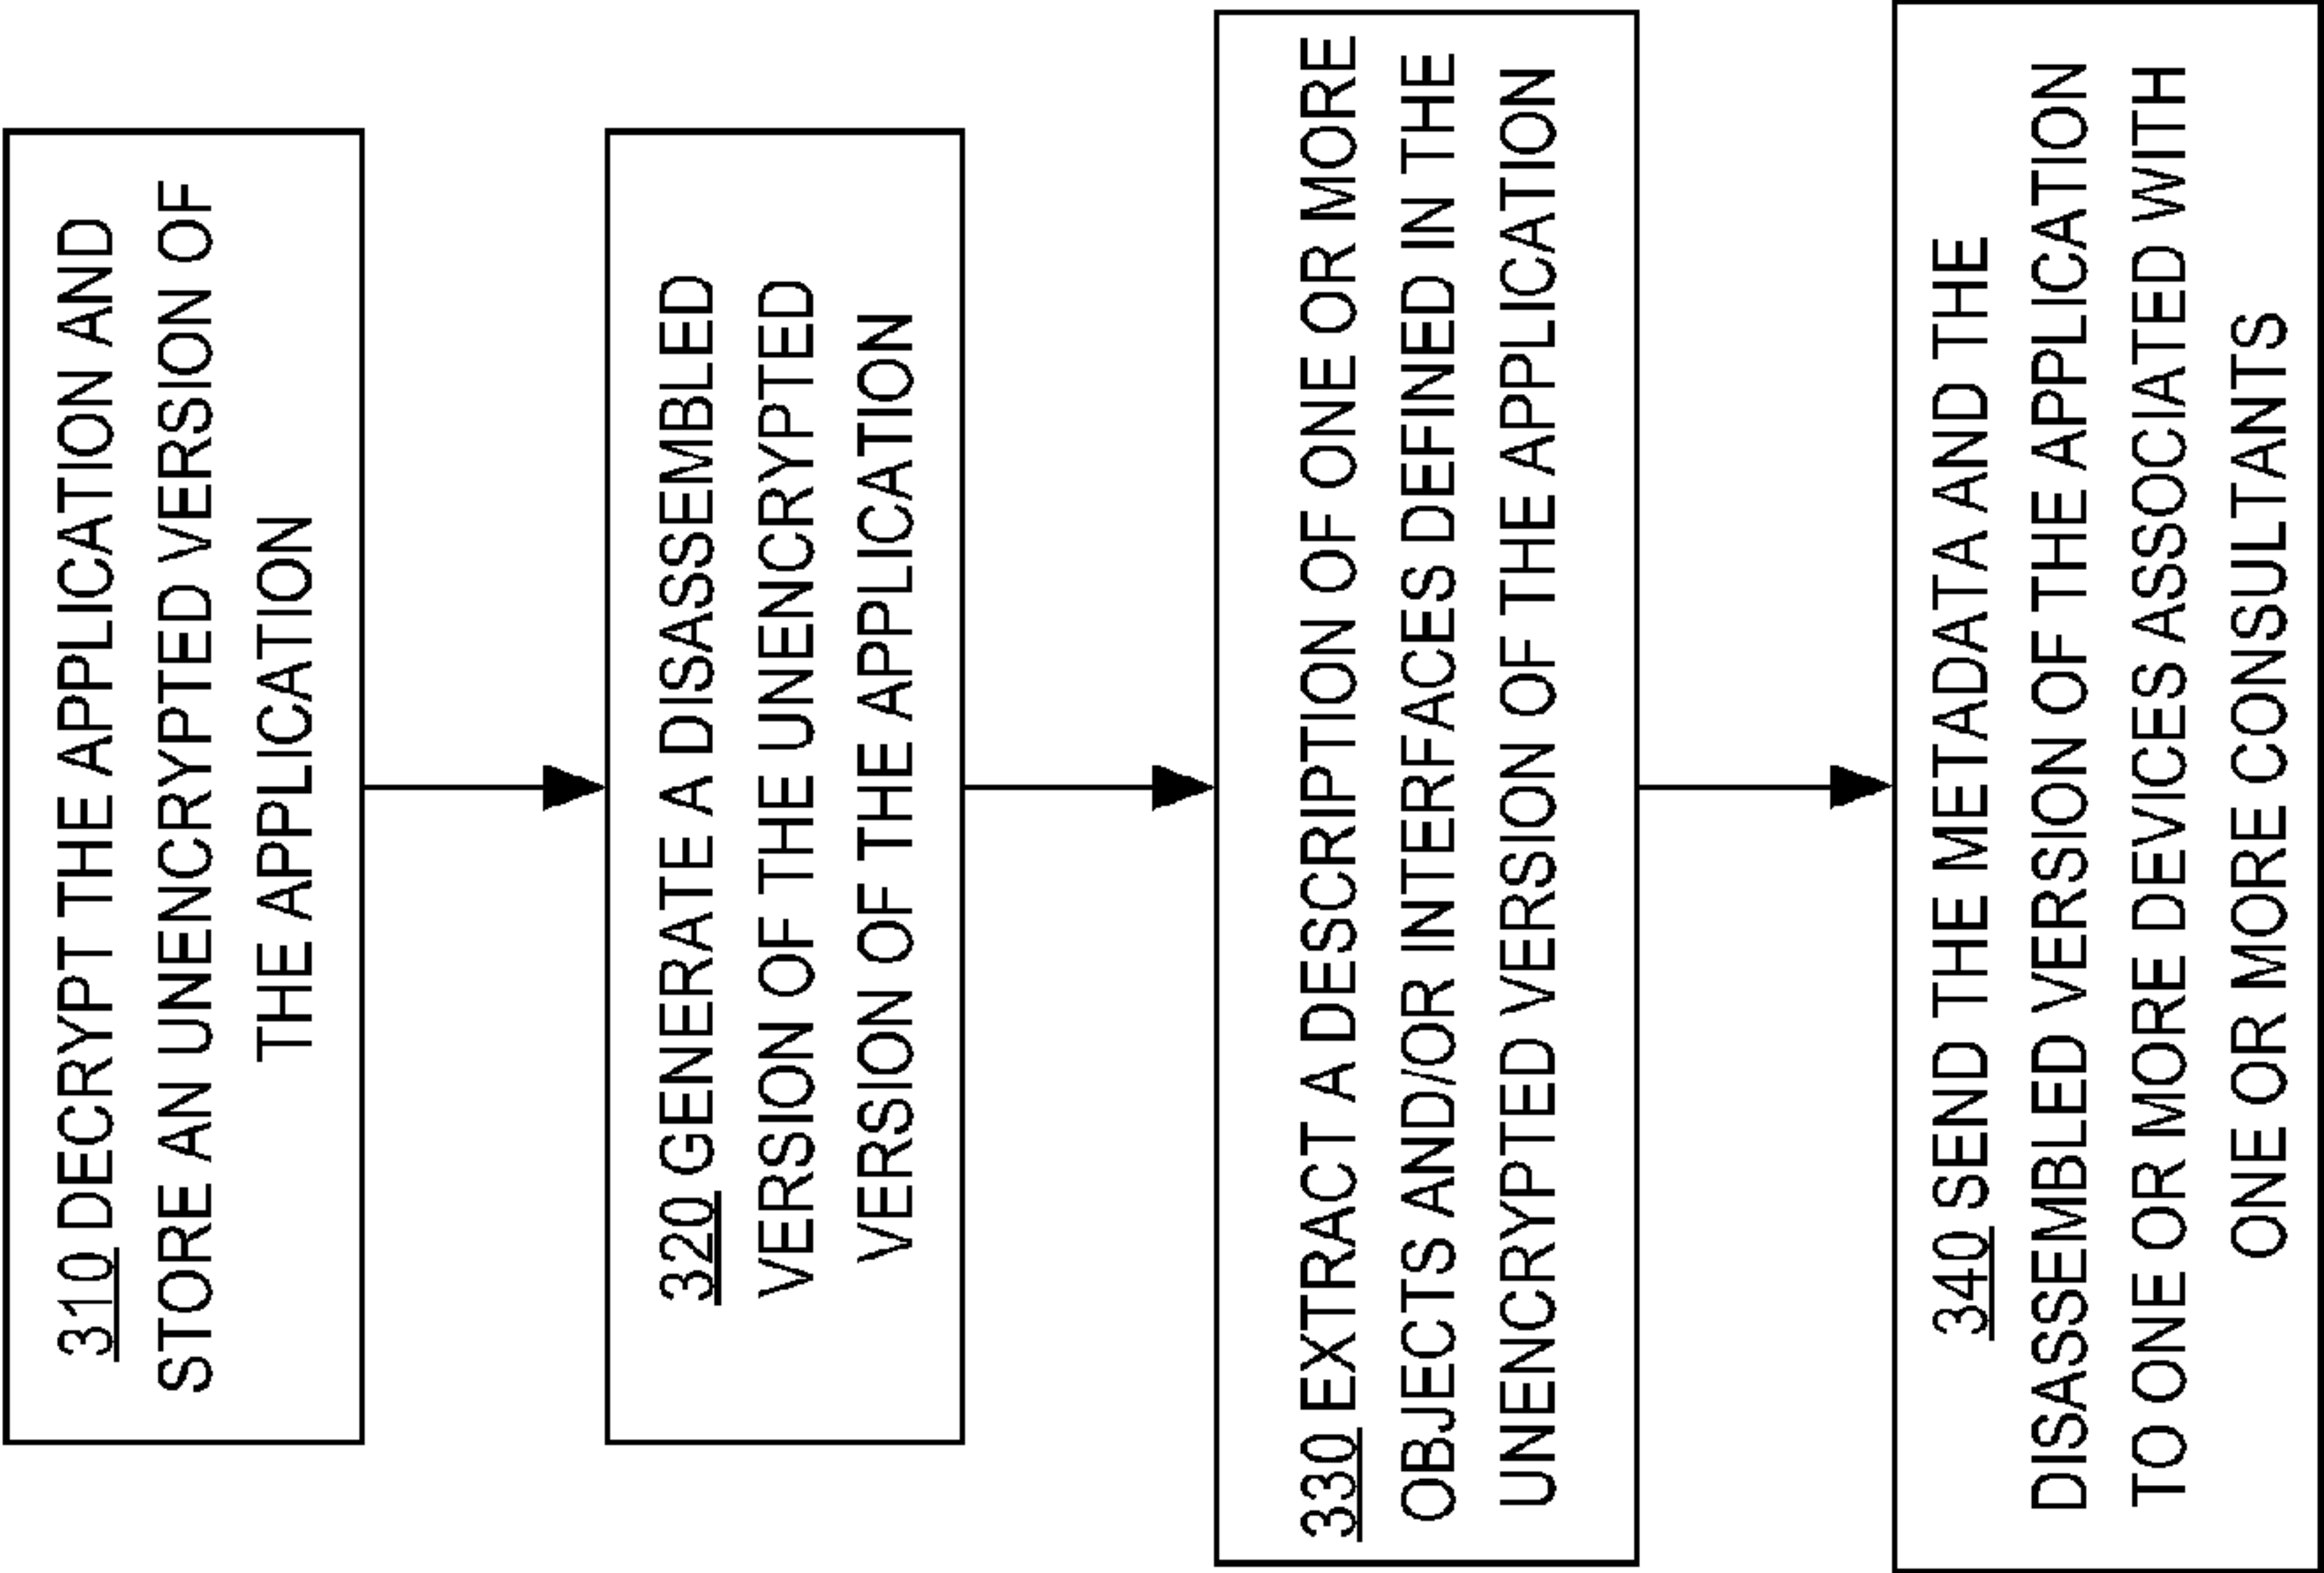 310 DECRYPT THE APPLICATION AND
STORE AN UNENCRYPTED VERSION OF
THE APPLICATION
320 GENERATE A DISASSEMBLED
VERSION OF THE UNENCRYPTED
VERSION OF THE APPLICATION
330 EXTRACT A DESCRIPTION OF ONE OR MORE
OBJECTS AND/OR INTERFACES DEFINED IN THE
UNENCRYPTED VERSION OF THE APPLICATION
340 SEND THE METADATA AND THE
DISASSEMBLED VERSION OF THE APPLICATION
TO ONE OR MORE DEVICES ASSOCIATED WITH
ONE OR MORE CONSULTANTS